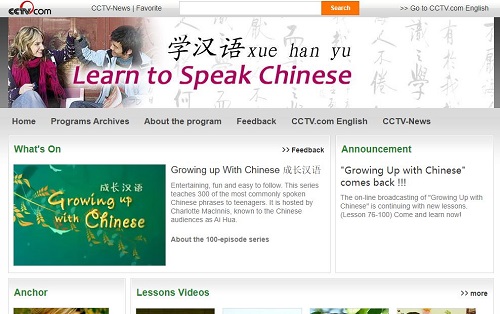 CCTV.com
CCTV-News | Favorite
Search
>> Go to CCTV.com English
学汉语 xue han yu
Learn to Speak Chinese
Home
Programs Archives
About the program
Feedback
CCTV.com English
CCTV-News
What's On
>> Feedback
成长汉语
Growing up
with Chinese
Growing up With Chinese 成长汉语
Entertaining, fun and easy to follow. This series
teaches 300 of the most commonly spoken
Chinese phrases to teenagers. It is hosted by
Charlotte MacInnis, known to the Chinese
audiences as Ai Hua.
About the 100-episode series
Announcement
"Growing Up with Chinese"
comes back !!!
The on-line broadcasting of "Growing Up with
Chinese" is continuing with new lessons.
(Lesson 76-100) Come and learn now!
Anchor
Lessons Videos
>> more